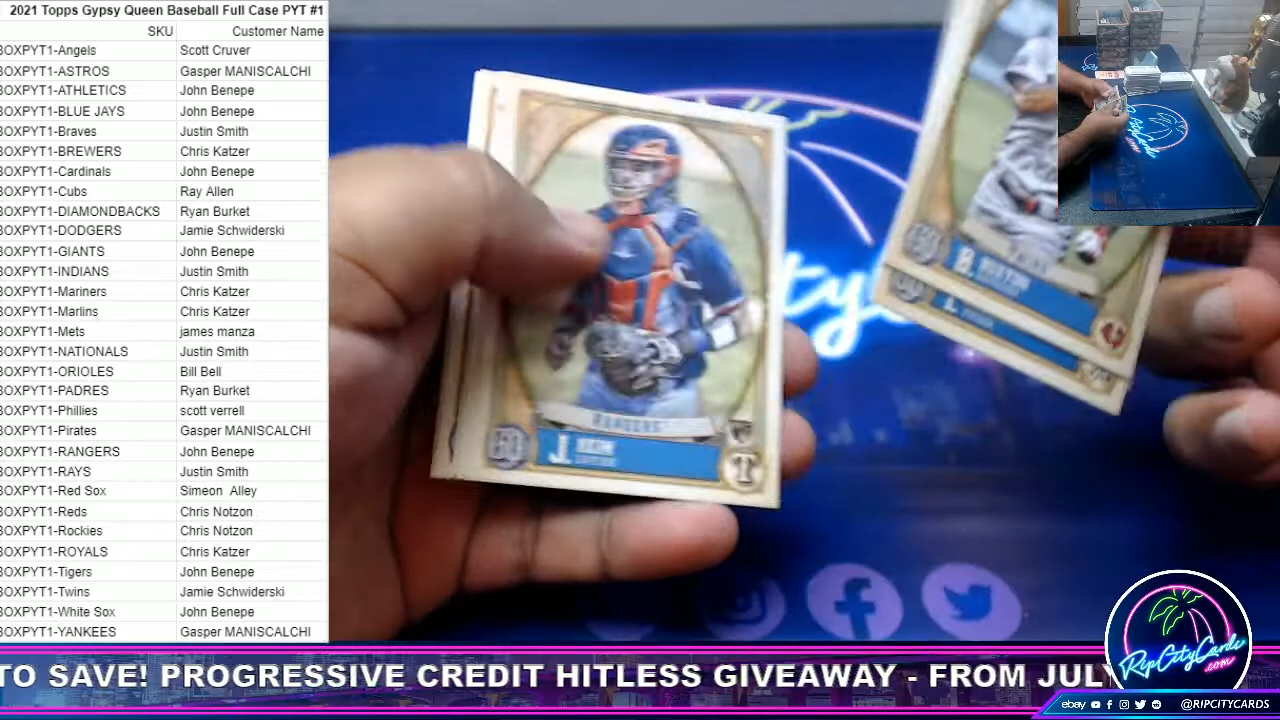 2021 Topps Gypsy Queen Baseball Full Case PYT #1
SKU Customer Name
BOXPYT1-Angels Scott Cruver
BOXPYT1-ASTROS Gasper MANISCALCHI
BOXPYT1-ATHLETICS John Benepe
BOXPYT1-BLUE JAYS John Benepe
BOXPYT1-Braves Justin Smith
BOXPYT1-BREWERS Chris Katzer
BOXPYT1-Cardinals John Benepe
BOXPYT1-Cubs Ray Allen
BOXPYT1-DIAMONDBACKS Ryan Burket
BOXPYT1-DODGERS Jamie Schwiderski
BOXPYT1-GIANTS John Benepe
BOXPYT1-INDIANS Justin Smith
BOXPYT1-Mariners Chris Katzer
BOXPYT1-Marlins Chris Katzer
BOXPYT1-Mets james manza
BOXPYT1-NATIONALS Justin Smith
BOXPYT1-ORIOLES Bill Bell
BOXPYT1-PADRES Ryan Burket
BOXPYT1-Phillies scott verrell
BOXPYT1-Pirates Gasper MANISCALCHI
BOXPYT1-RANGERS John Benepe
BOXPYT1-RAYS Justin Smith
BOXPYT1-Red Sox Simeon Alley
BOXPYT1-Reds Chris Notzon
BOXPYT1-Rockies Chris Notzon
BOXPYT1-ROYALS Chris Katzer
BOXPYT1-Tigers John Benepe
BOXPYT1-Twins Jamie Schwiderski
BOXPYT1-White Sox John Benepe
BOXPYT1-YANKEES Gasper MANISCALCHI
RANGERS
GQ J.
T
TO SAVE! PROGRESSIVE CREDIT HITLESS GIVEAWAY - FROM JULY
RipCityCards
.com
ebay @RIPCITYCARDS